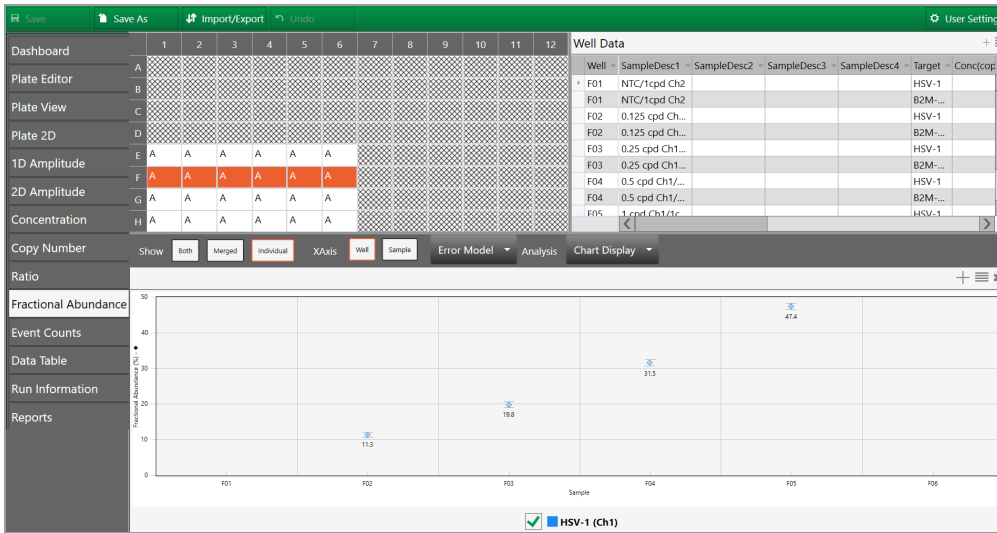 Save Save As Import/Export Undo User Setting
Dashboard
Plate Editor
Plate View
Plate 2D
1D Amplitude
2D Amplitude
Concentration
Copy Number
Ratio
Fractional Abundance
Event Counts
Data Table
Run Information
Reports
1 2 3 4 5 6 7 8 9 10 11 12
A
B
C
D
E A A A A A A
F A A A A A A
G A A A A A A
H A A A A A A
Well Data
Well SampleDesc1 SampleDesc2 SampleDesc3 SampleDesc4 Target Conc(cop
F01 NTC/1cpd Ch2 HSV-1
F01 NTC/1cpd Ch2 B2M-...
F02 0.125 cpd Ch... HSV-1
F02 0.125 cpd Ch... B2M-...
F03 0.25 cpd Ch1... HSV-1
F03 0.25 cpd Ch1... B2M-...
F04 0.5 cpd Ch1/... HSV-1
F04 0.5 cpd Ch1/... B2M-...
F05 1 cpd Ch1/1c... HSV-1
Show Both Merged Individual XAxis Well Sample Error Model Analysis Chart Display
Fractional Abundance (%) - ◆
50
40
30
20
10
0
47.4
31.5
19.8
11.3
F01 F02 F03 F04 F05 F06
Sample
HSV-1 (Ch1)